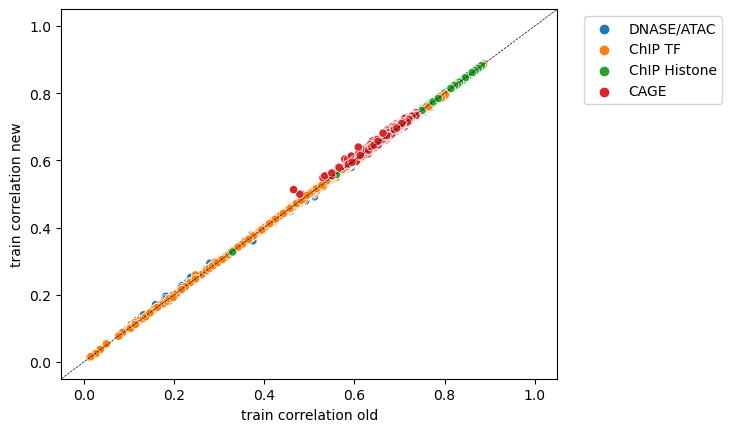 1.0
0.8
0.6
0.4
0.2
0.0
train correlation new
0.0 0.2 0.4 0.6 0.8 1.0
train correlation old
DNASE/ATAC
ChIP TF
ChIP Histone
CAGE